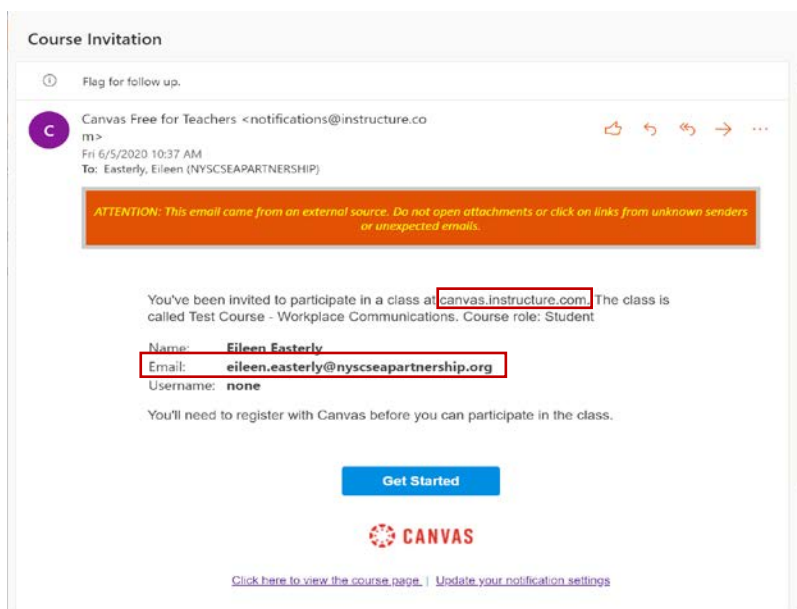 Course Invitation
Flag for follow up.
C
Canvas Free for Teachers <notifications@instructure.co
m>
Fri 6/5/2020 10:37 AM
To: Easterly, Eileen (NYSCSEAPARTNERSHIP)
ATTENTION: This email came from an external source. Do not open attachments or click on links from unknown senders
or unexpected emails.
You've been invited to participate in a class at canvas.instructure.com. The class is
called Test Course - Workplace Communications. Course role: Student
Name: Eileen Easterly
Email: eileen.easterly@nyscseapartnership.org
Username: none
You'll need to register with Canvas before you can participate in the class.
Get Started
CANVAS
Click here to view the course page | Update your notification settings